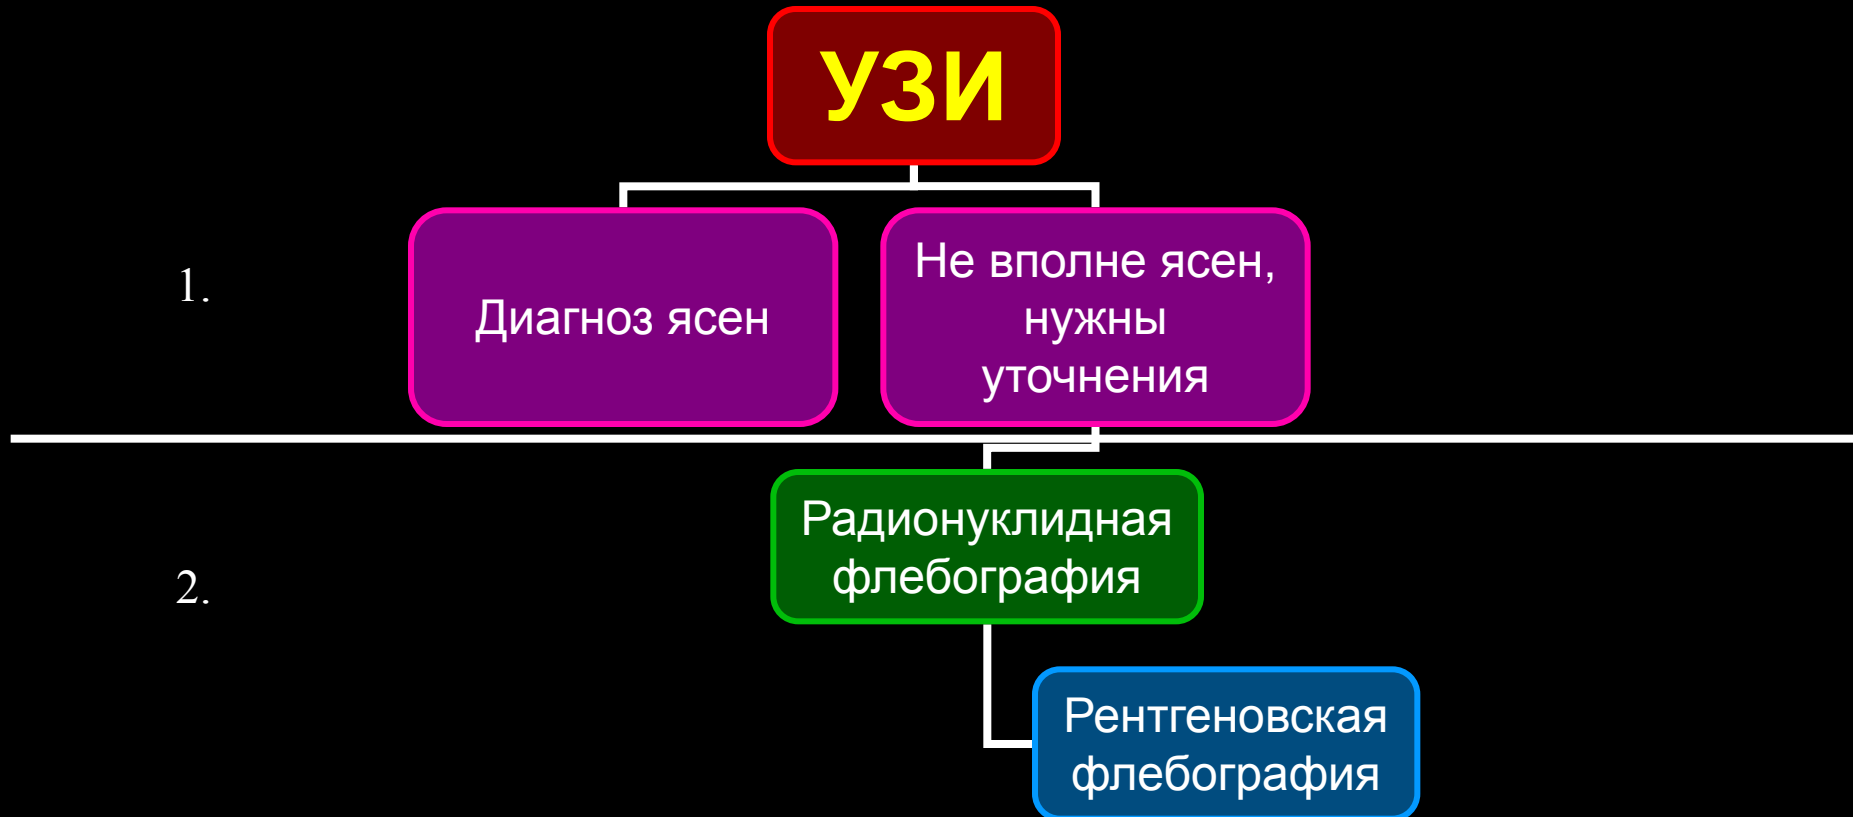 УЗИ
1.
Диагноз ясен
Не вполне ясен,
нужны
уточнения
2.
Радионуклидная
флебография
Рентгеновская
флебография